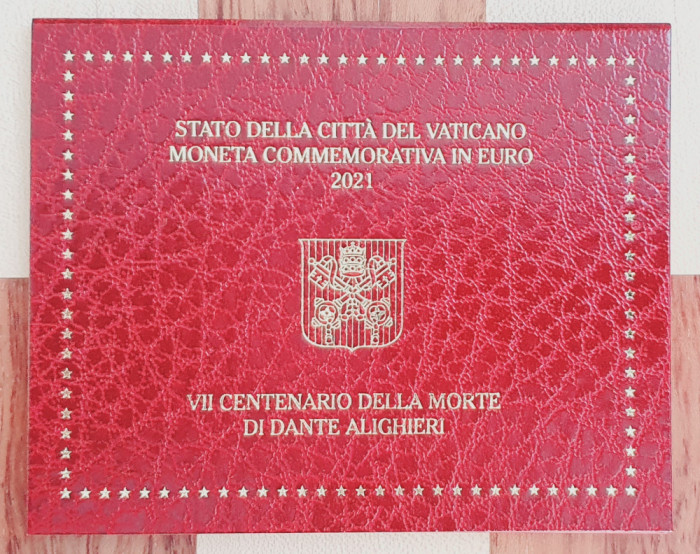 STATO DELLA CITTÀ DEL VATICANO
MONETA COMMEMORATIVA IN EURO
2021
VII CENTENARIO DELLA MORTE
DI DANTE ALIGHIERI